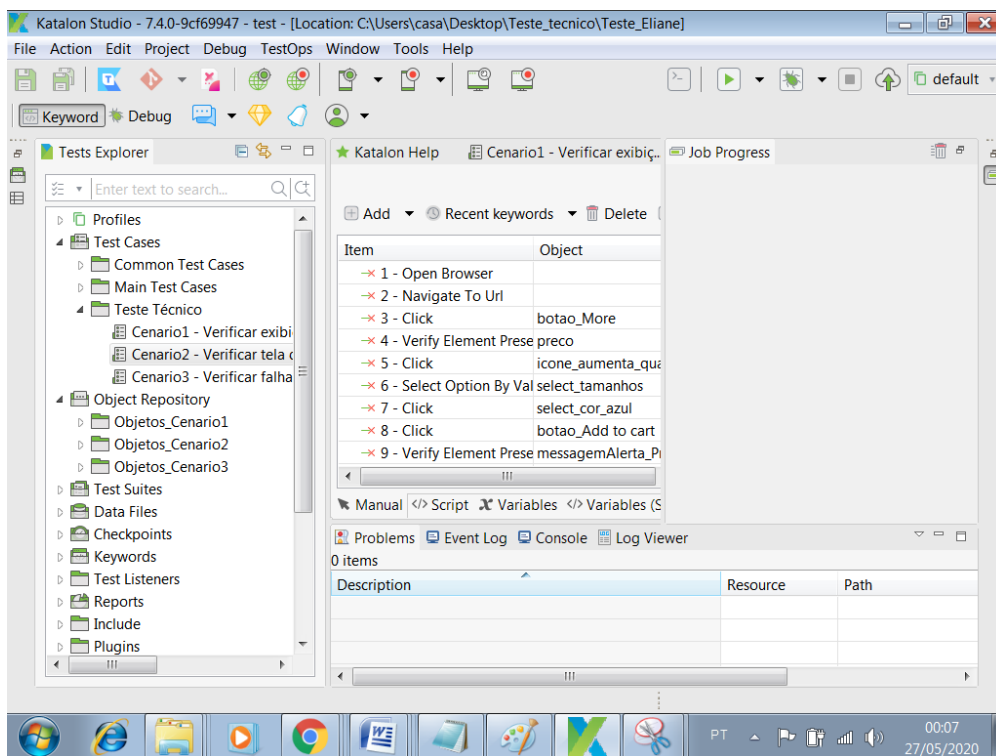 Katalon Studio - 7.4.0-9cf69947 - test - [Location: C:\Users\casa\Desktop\Teste_tecnico\Teste_Eliane]
File Action Edit Project Debug TestOps Window Tools Help
default
Keyword Debug
Tests Explorer
Enter text to search...
Profiles
Test Cases
Common Test Cases
Main Test Cases
Teste Técnico
Cenario1 - Verificar exibi
Cenario2 - Verificar tela
Cenario3 - Verificar falha
Object Repository
Objetos_Cenario1
Objetos_Cenario2
Objetos_Cenario3
Test Suites
Data Files
Checkpoints
Keywords
Test Listeners
Reports
Include
Plugins
Katalon Help Cenario1 - Verificar exibiç..
Add Recent keywords Delete
Item Object
1 - Open Browser
2 - Navigate To Url
3 - Click botao_More
4 - Verify Element Prese preco
5 - Click icone_aumenta_qua
6 - Select Option By Val select_tamanhos
7 - Click select_cor_azul
8 - Click botao_Add to cart
9 - Verify Element Prese messagemAlerta_Pr
Manual Script Variables Variables (S
Job Progress
Problems Event Log Console Log Viewer
0 items
Description Resource Path
PT 00:07
27/05/2020